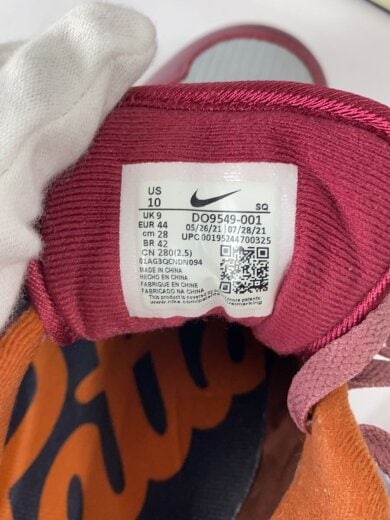 US
10
SQ
UK 9
EUR 44
cm 28
BR 42
CN 280(2.5)
DO9549-001
05/26/21 07/28/21
UPC 00195244700325
01AG3QCNDN094
MADE IN CHINA
HECHO EN CHINA
FABRIQUE EN CHINE
FABRICADO NA CHINA